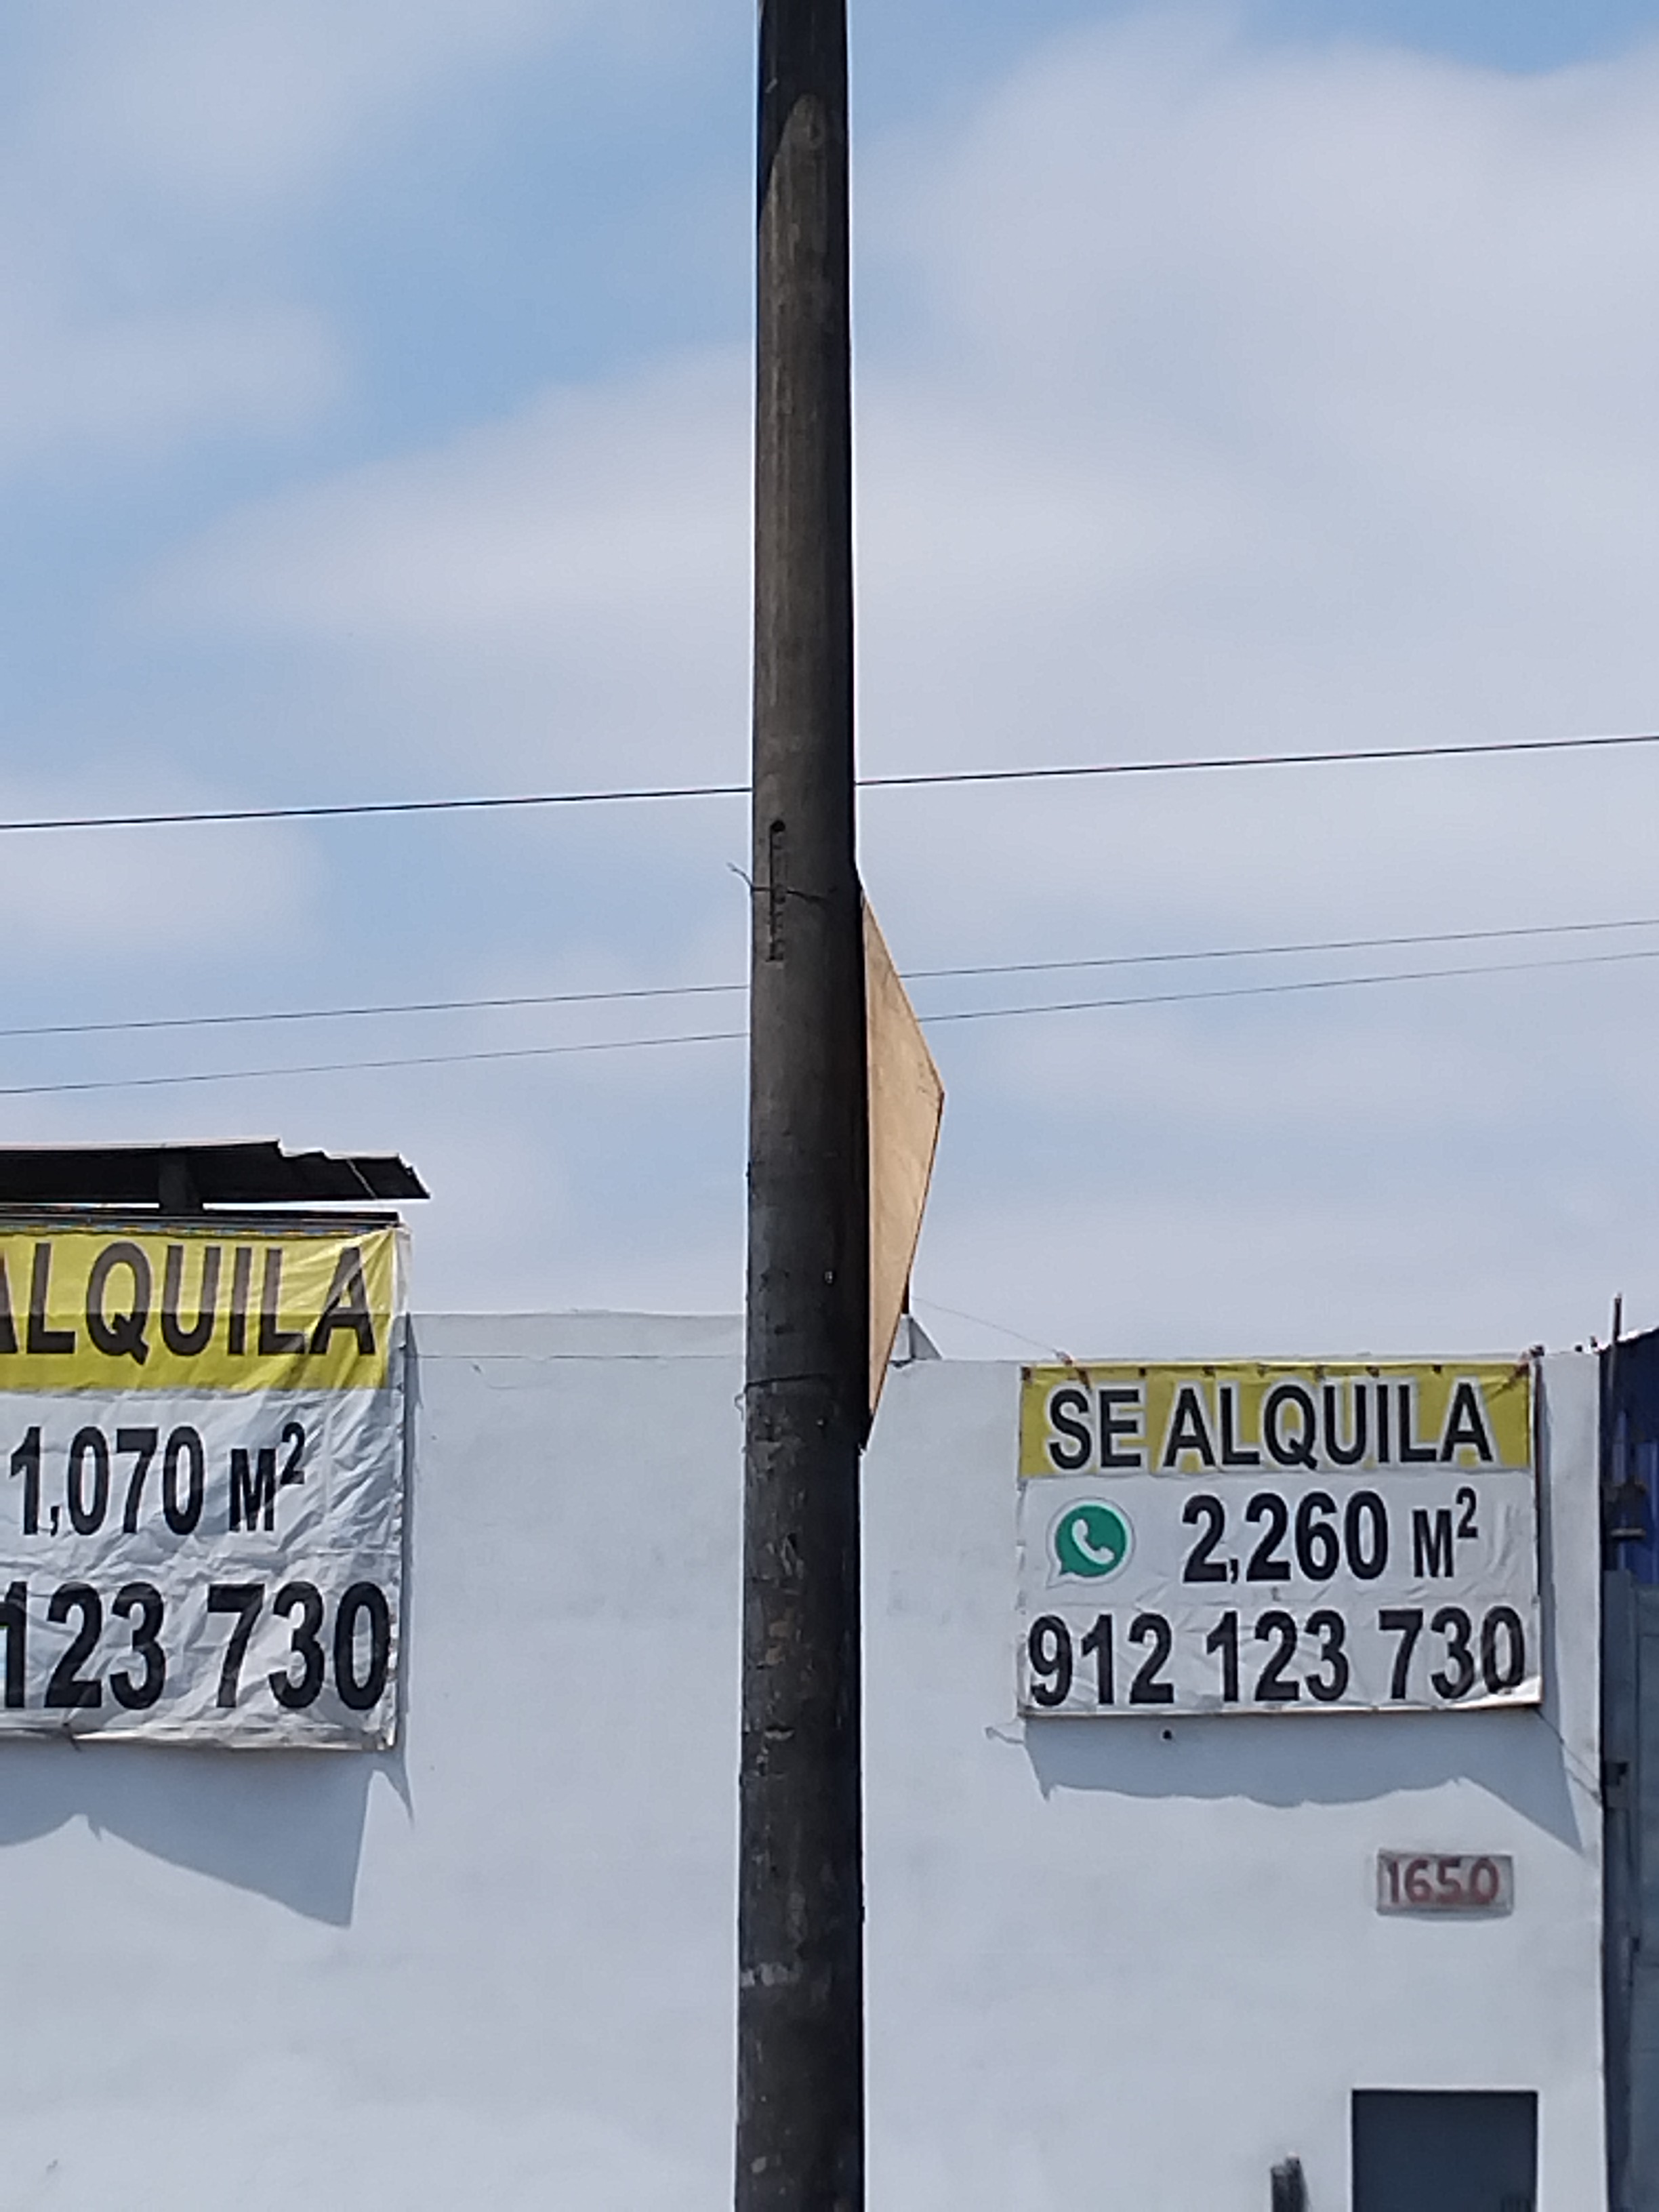 ALQUILA
1,070 M²
123 730
SE ALQUILA
2,260 M²
912 123 730
1650